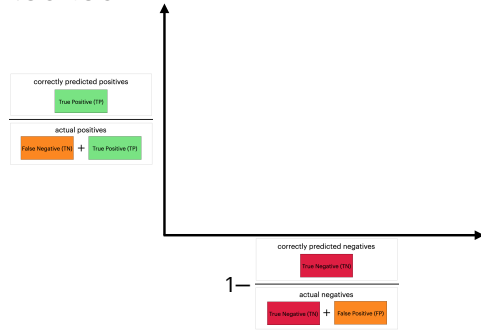 correctly predicted positives
True Positive (TP)
actual positives
False Negative (TN) + True Positive (TP)
correctly predicted negatives
True Negative (TN)
1—
actual negatives
True Negative (TN) + False Positive (FP)